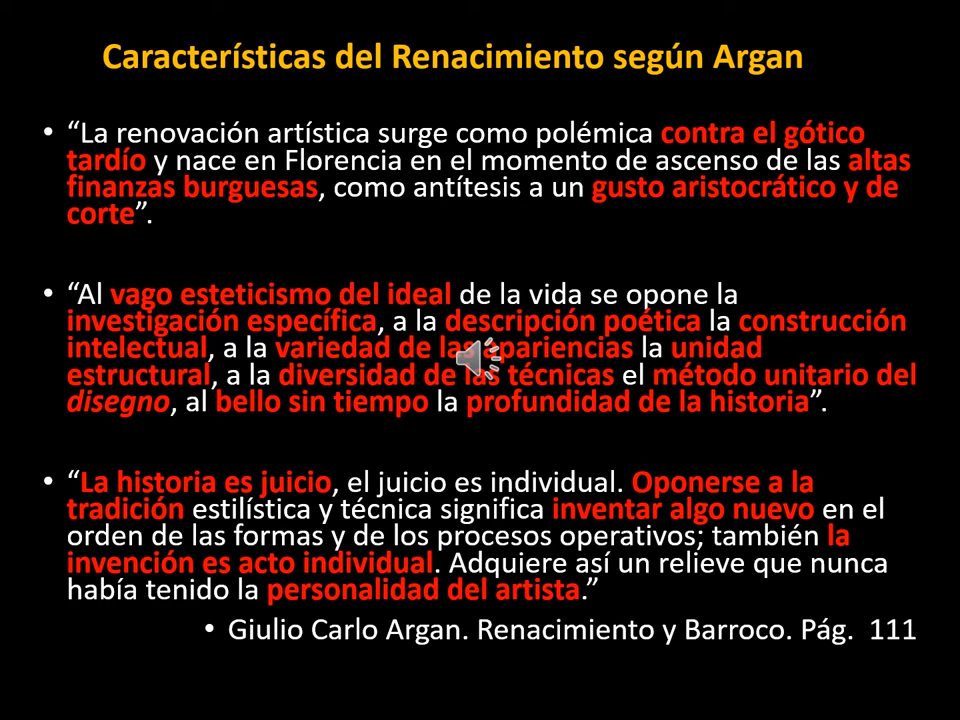 Características del Renacimiento según Argan
• “La renovación artística surge como polémica contra el gótico
tardío y nace en Florencia en el momento de ascenso de las altas
finanzas burguesas, como antítesis a un gusto aristocrático y de
corte”.
• “Al vago esteticismo del ideal de la vida se opone la
investigación específica, a la descripción poética la construcción
intelectual, a la variedad de las apariencias la unidad
estructural, a la diversidad de las técnicas el método unitario del
disegno, al bello sin tiempo la profundidad de la historia”.
• “La historia es juicio, el juicio es individual. Oponerse a la
tradición estilística y técnica significa inventar algo nuevo en el
orden de las formas y de los procesos operativos; también la
invención es acto individual. Adquiere así un relieve que nunca
había tenido la personalidad del artista.”
• Giulio Carlo Argan. Renacimiento y Barroco. Pág. 111